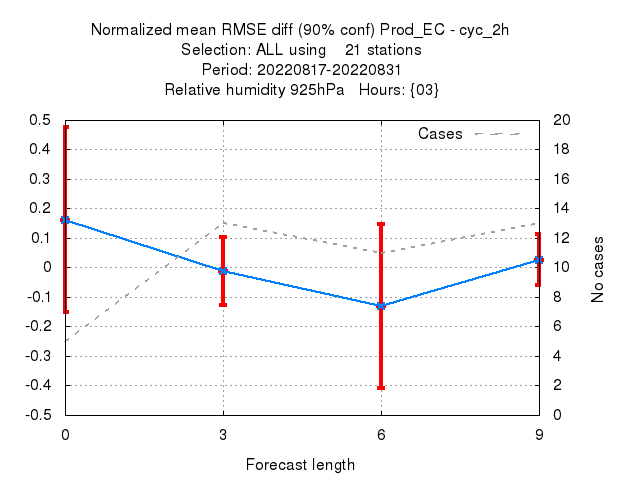 Normalized mean RMSE diff (90% conf) Prod_EC - cyc_2h
Selection: ALL using 21 stations
Period: 20220817-20220831
Relative humidity 925hPa Hours: {03}
Cases
0.5
0.4
0.3
0.2
0.1
0
-0.1
-0.2
-0.3
-0.4
-0.5
20
18
16
14
12
10
8
6
4
2
0
No cases
0 3 6 9
Forecast length